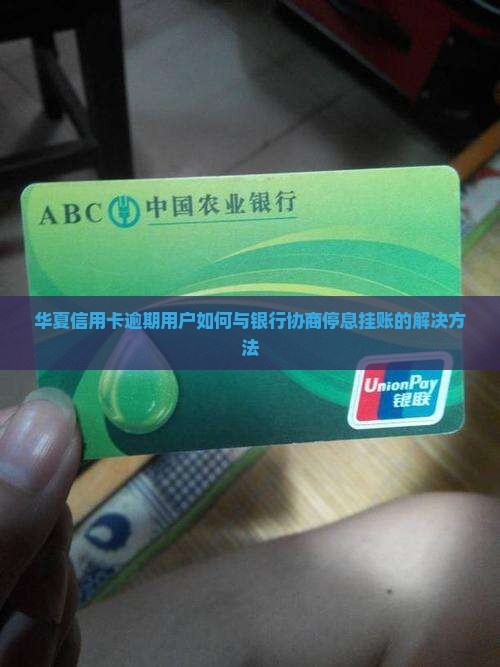 ABC 中国农业银行
华夏信用卡逾期用户如何与银行协商停息挂账的解决方
法
UnionPay
银联